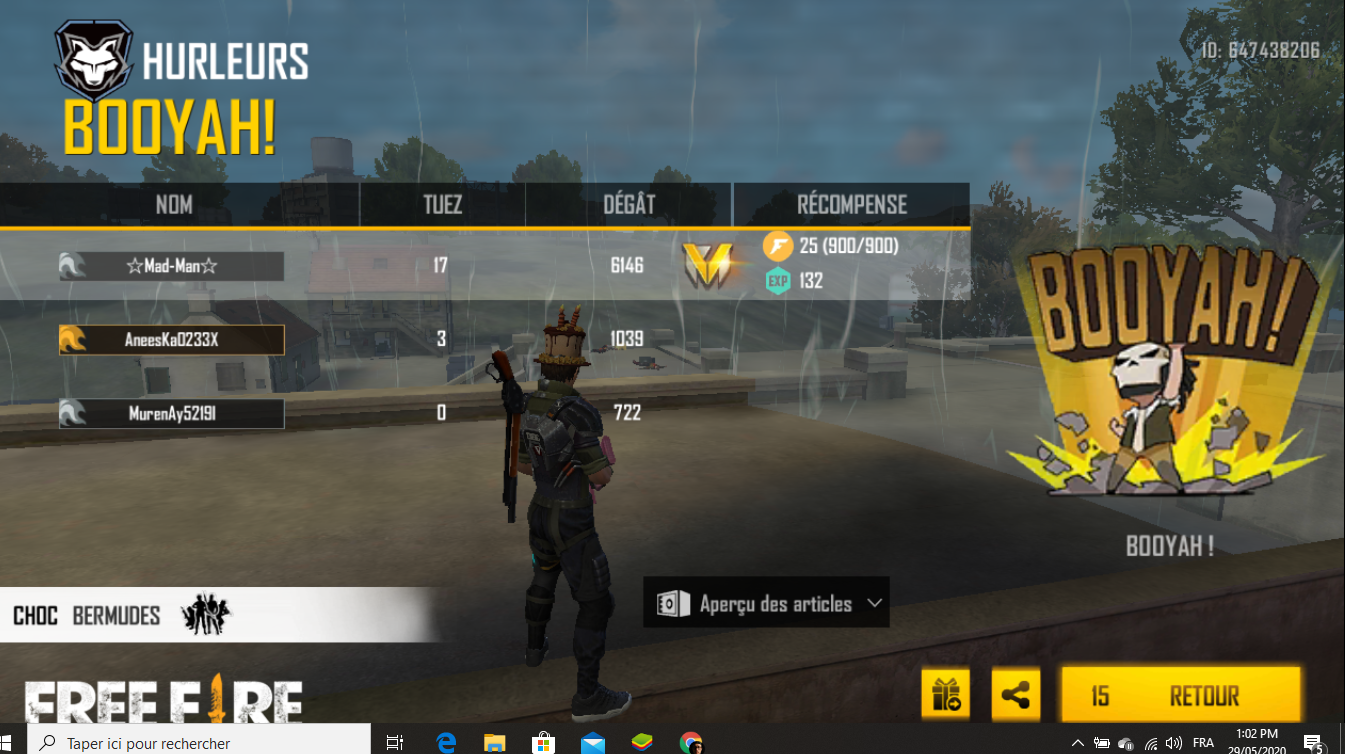 HURLEURS
BOOYAH!
ID: 647438206
NOM TUEZ DÉGÂT RÉCOMPENSE
☆Mad-Man☆ 17 6146 25 (900/900)
EXP 132
AneesKa0233X 3 1039
MurenAy5219I 0 722
BOOYAH!
BOOYAH !
CHOC BERMUDES
Aperçu des articles
FREE FIRE
15 RETOUR
Taper ici pour rechercher
FRA
1:02 PM
29/05/2020
5